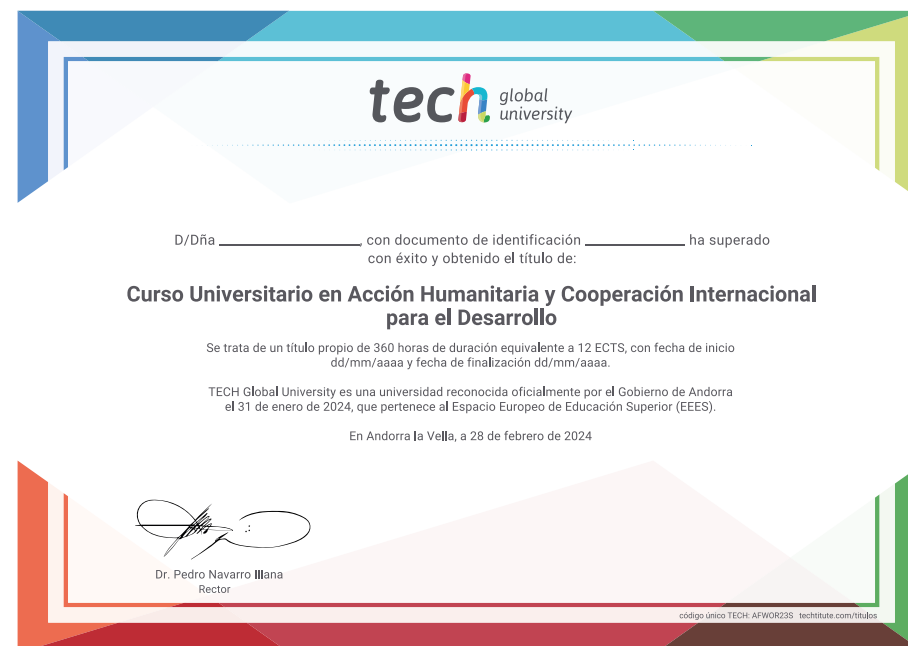 tech global university
D/Dña ____________________, con documento de identificación ______________ ha superado
con éxito y obtenido el título de:
Curso Universitario en Acción Humanitaria y Cooperación Internacional
para el Desarrollo
Se trata de un título propio de 360 horas de duración equivalente a 12 ECTS, con fecha de inicio
dd/mm/aaaa y fecha de finalización dd/mm/aaaa.
TECH Global University es una universidad reconocida oficialmente por el Gobierno de Andorra
el 31 de enero de 2024, que pertenece al Espacio Europeo de Educación Superior (EEES).
En Andorra la Vella, a 28 de febrero de 2024
Dr. Pedro Navarro Illana
Rector
código único TECH: AFWOR23S techtitute.com/titulos